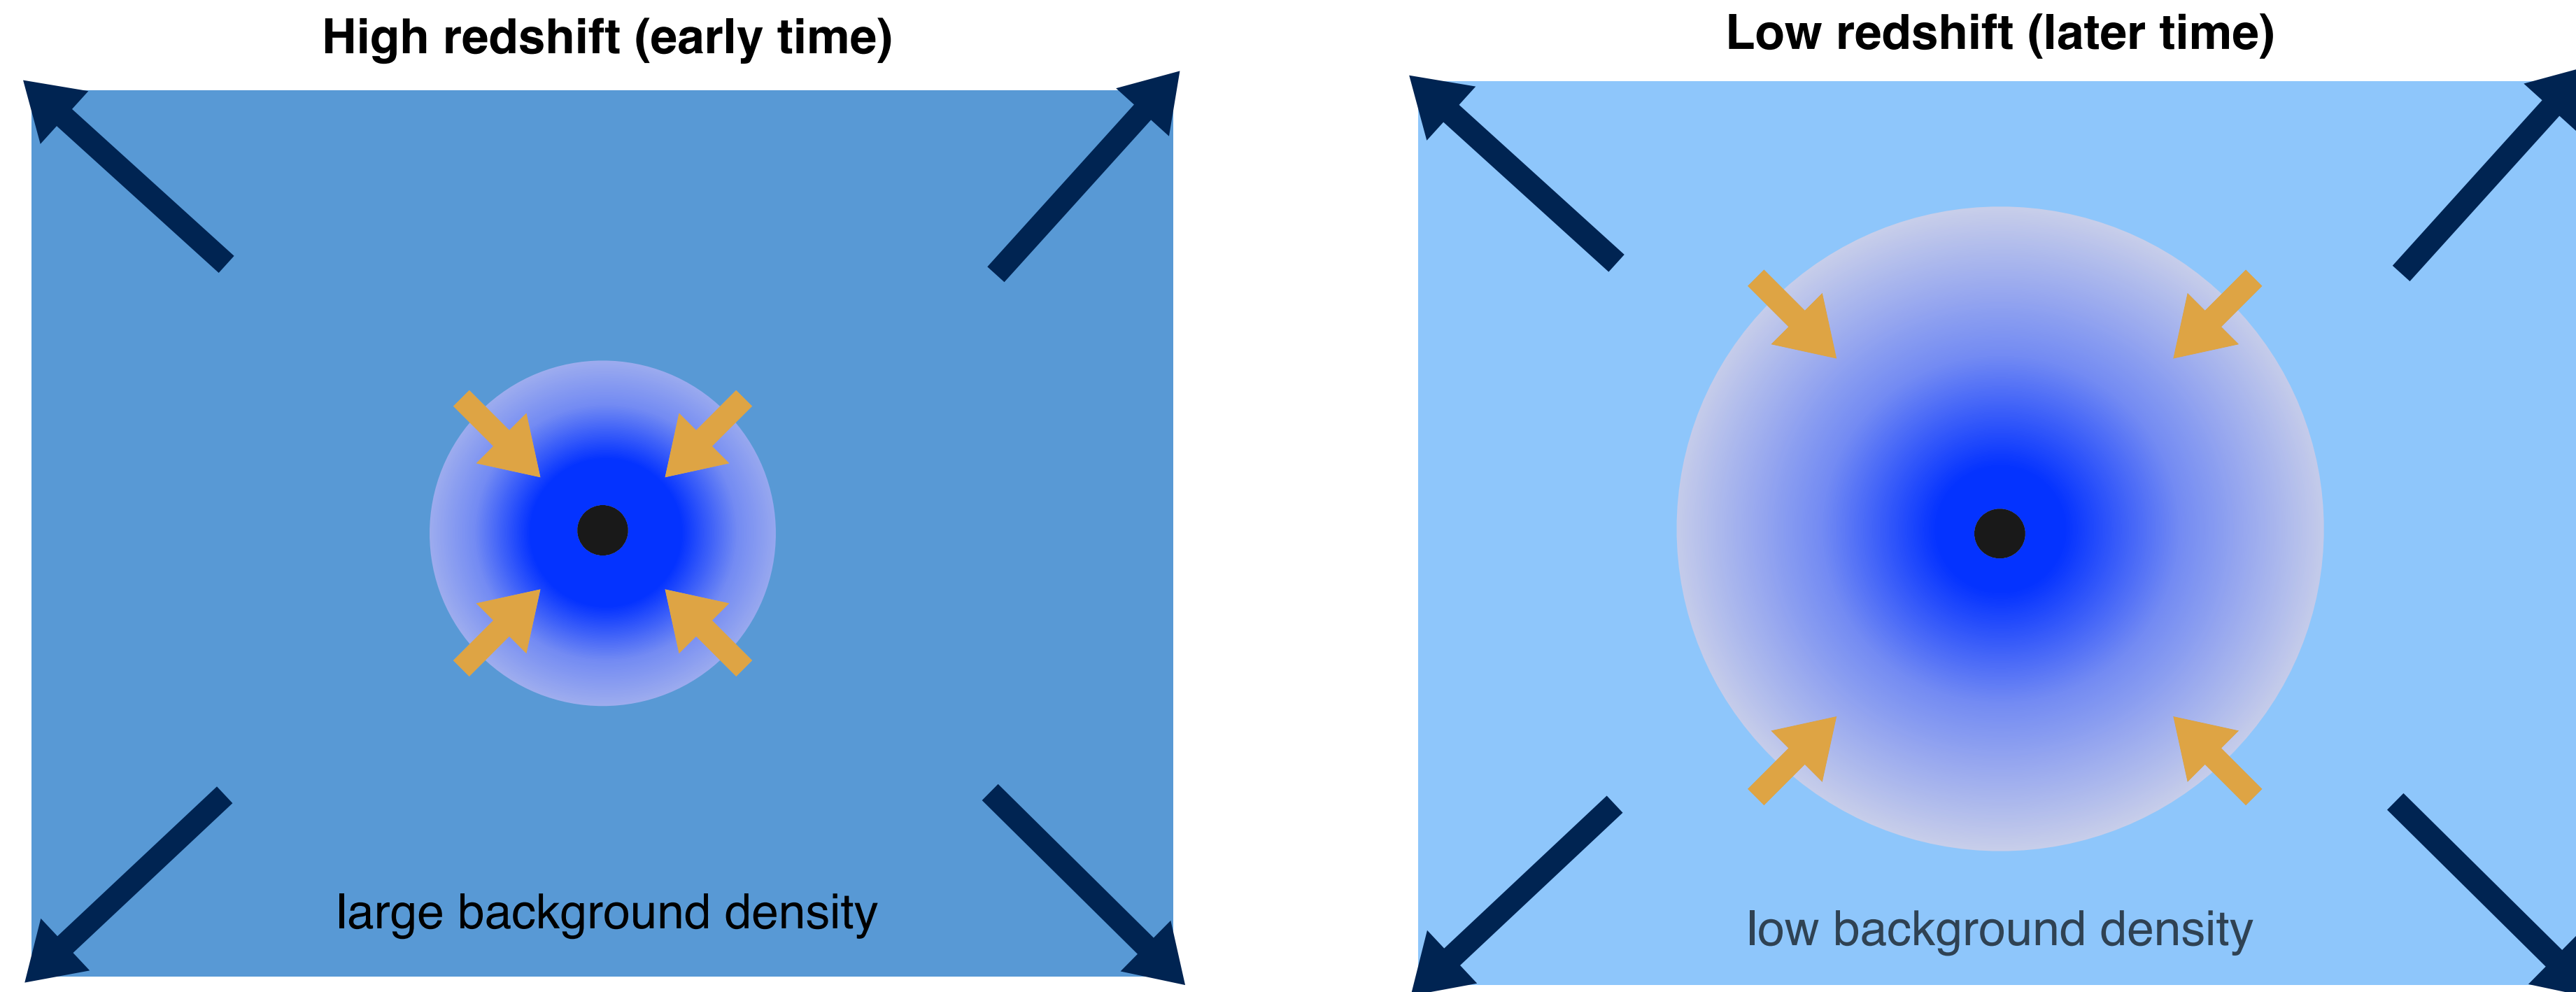 High redshift (early time)
Low redshift (later time)
large background density
low background density